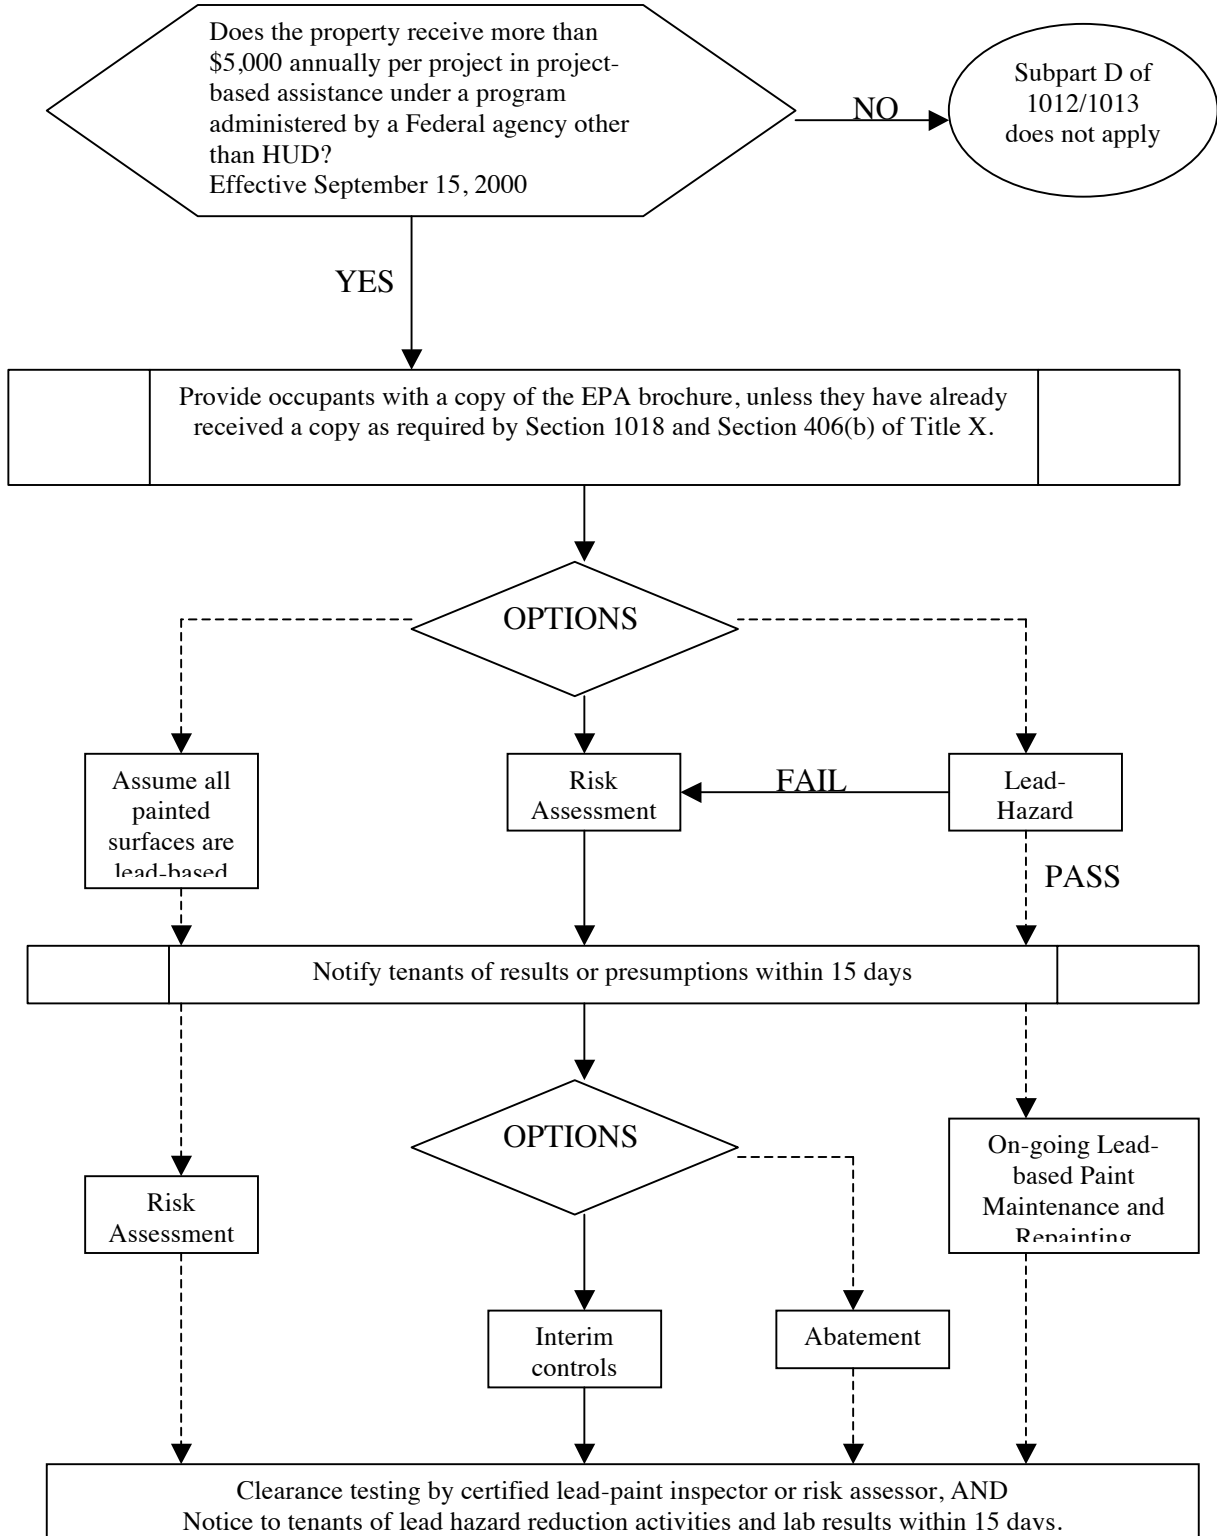 Does the property receive more than
$5,000 annually per project in project-
based assistance under a program
administered by a Federal agency other
than HUD?
Effective September 15, 2000
NO
Subpart D of
1012/1013
does not apply
YES
Provide occupants with a copy of the EPA brochure, unless they have already
received a copy as required by Section 1018 and Section 406(b) of Title X.
OPTIONS
Assume all
painted
surfaces are
lead-based
Risk
Assessment
FAIL
Lead-
Hazard
PASS
Notify tenants of results or presumptions within 15 days
OPTIONS
Risk
Assessment
On-going Lead-
based Paint
Maintenance and
Repainting
Interim
controls
Abatement
Clearance testing by certified lead-paint inspector or risk assessor, AND
Notice to tenants of lead hazard reduction activities and lab results within 15 days.